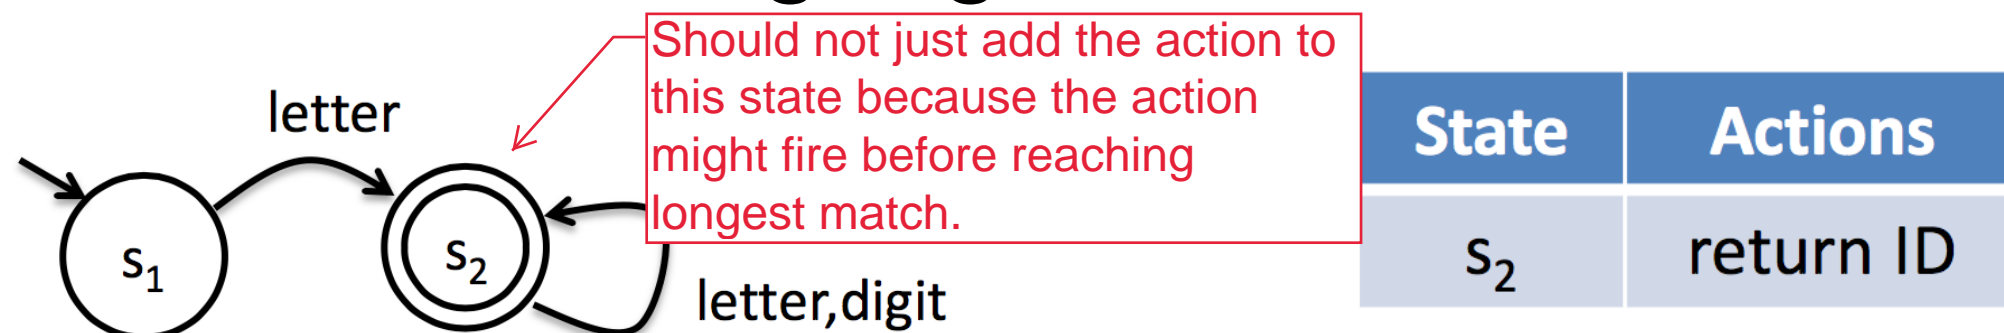 Should not just add the action to
this state because the action
might fire before reaching
longest match.
letter
s₁
s₂
letter,digit
State Actions
s₂ return ID